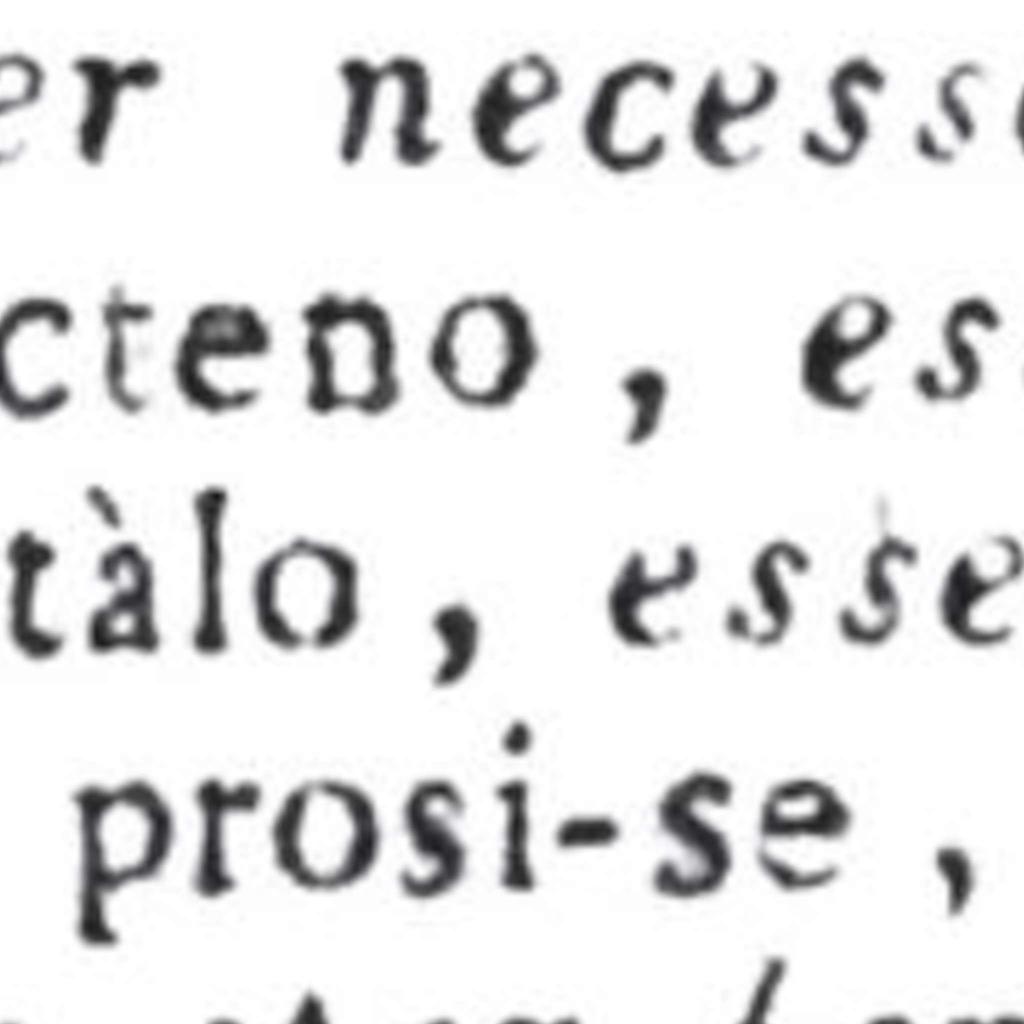 er necess
cteno, es
tàlo, esse
prosi-se,